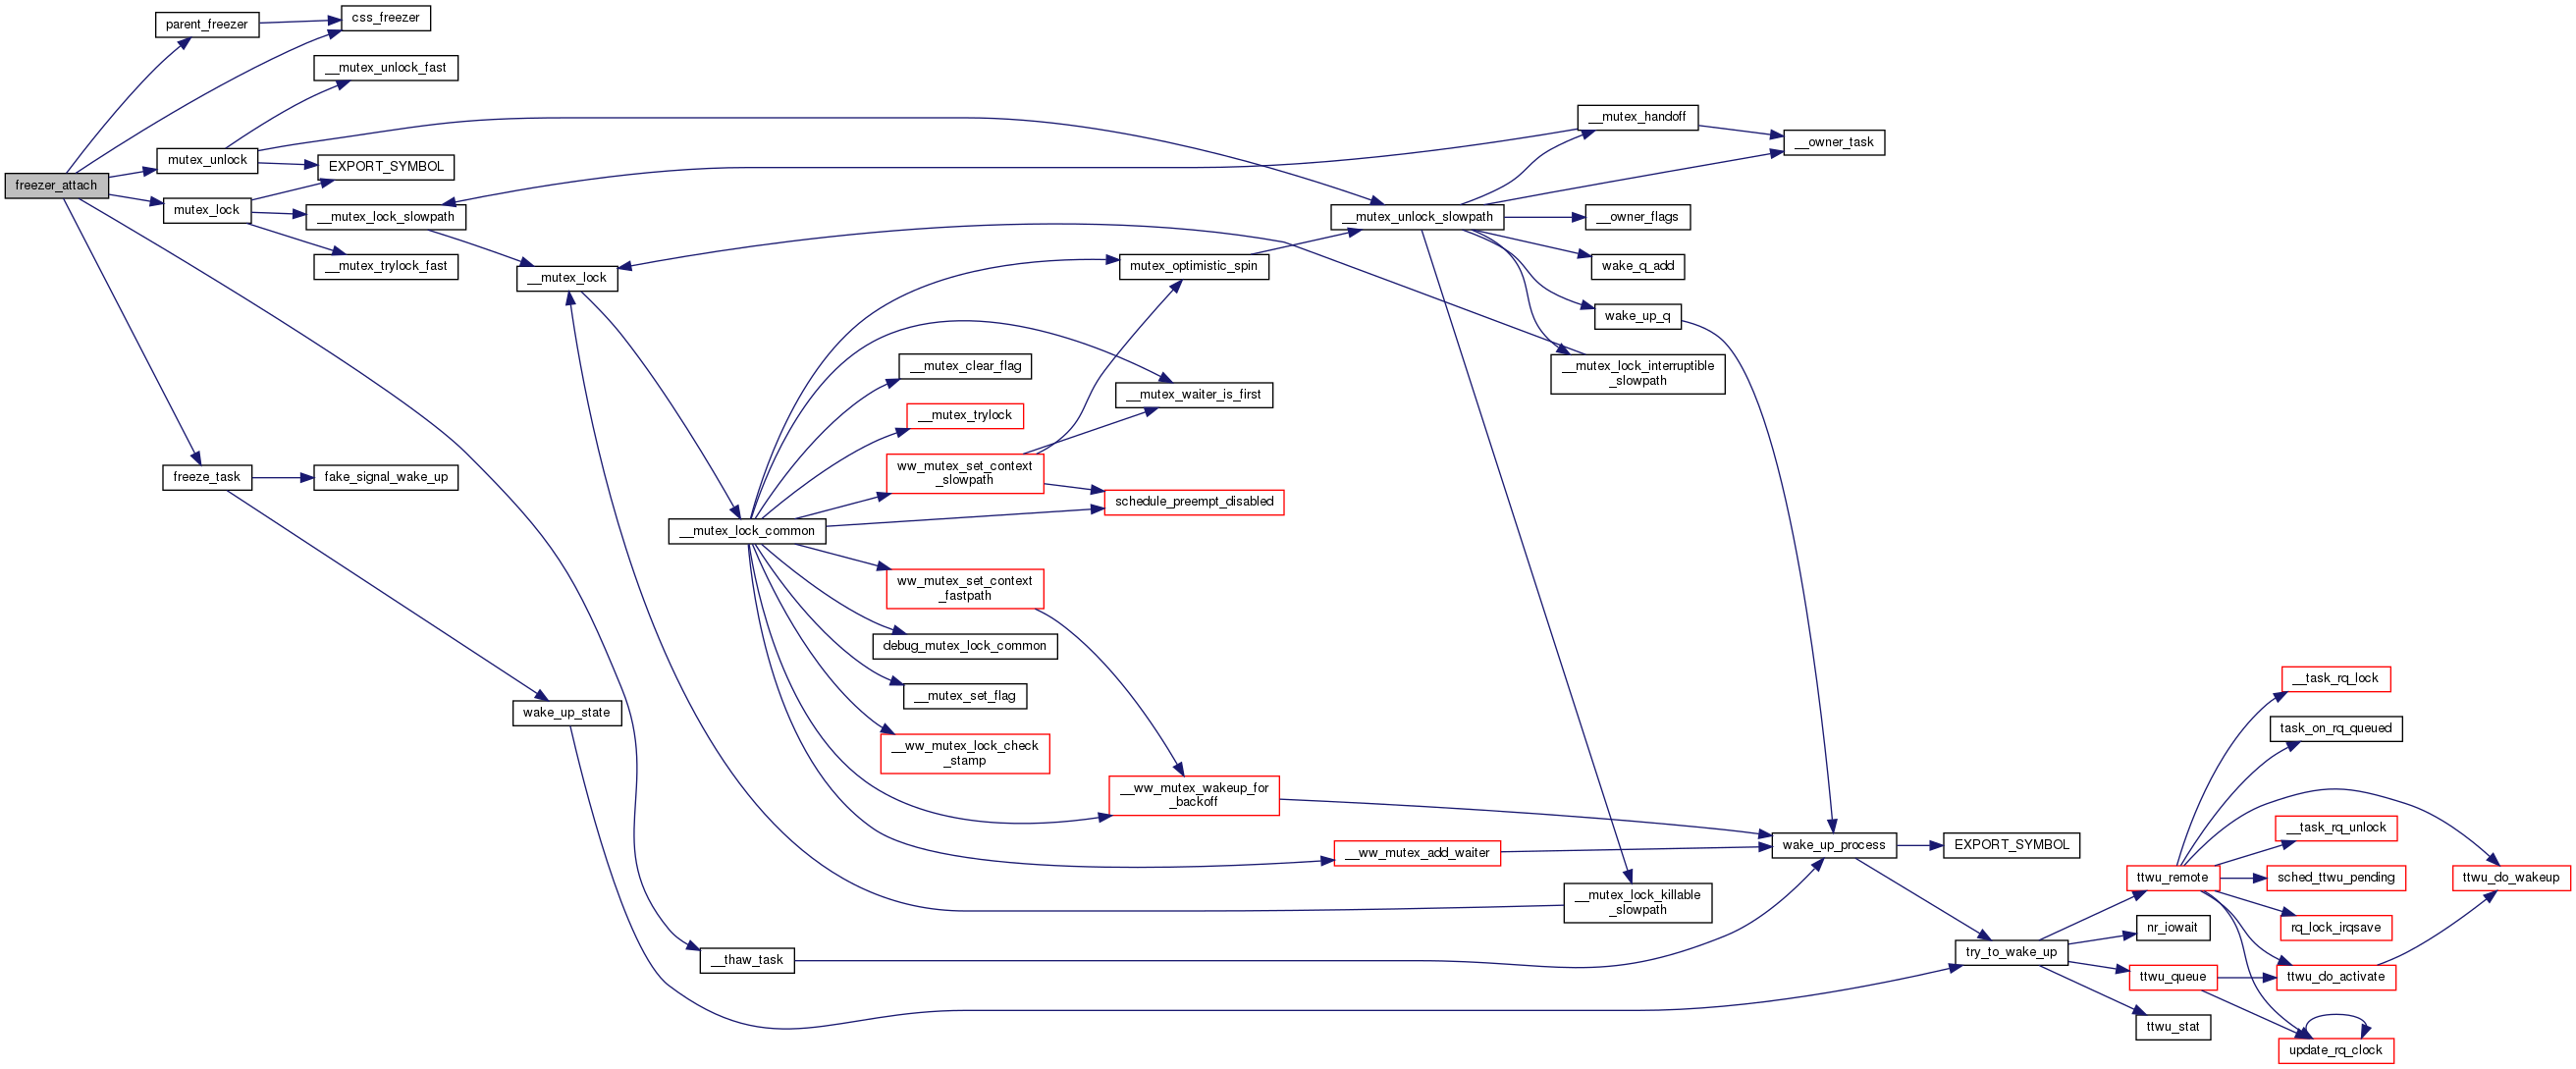 freezer_attach
parent_freezer
css_freezer
__mutex_unlock_fast
mutex_unlock
EXPORT_SYMBOL
mutex_lock
__mutex_lock_slowpath
__mutex_trylock_fast
__mutex_lock
freeze_task
fake_signal_wake_up
wake_up_state
__mutex_lock_common
__thaw_task
__mutex_clear_flag
__mutex_trylock
ww_mutex_set_context
_slowpath
ww_mutex_set_context
_fastpath
debug_mutex_lock_common
__mutex_set_flag
__ww_mutex_lock_check
_stamp
mutex_optimistic_spin
__mutex_waiter_is_first
schedule_preempt_disabled
__ww_mutex_wakeup_for
_backoff
__mutex_unlock_slowpath
__ww_mutex_add_waiter
__mutex_handoff
__owner_task
__owner_flags
wake_q_add
wake_up_q
__mutex_lock_interruptible
_slowpath
__mutex_lock_killable
_slowpath
wake_up_process
EXPORT_SYMBOL
try_to_wake_up
ttwu_remote
nr_iowait
ttwu_queue
ttwu_stat
__task_rq_lock
task_on_rq_queued
__task_rq_unlock
sched_ttwu_pending
rq_lock_irqsave
ttwu_do_activate
update_rq_clock
ttwu_do_wakeup